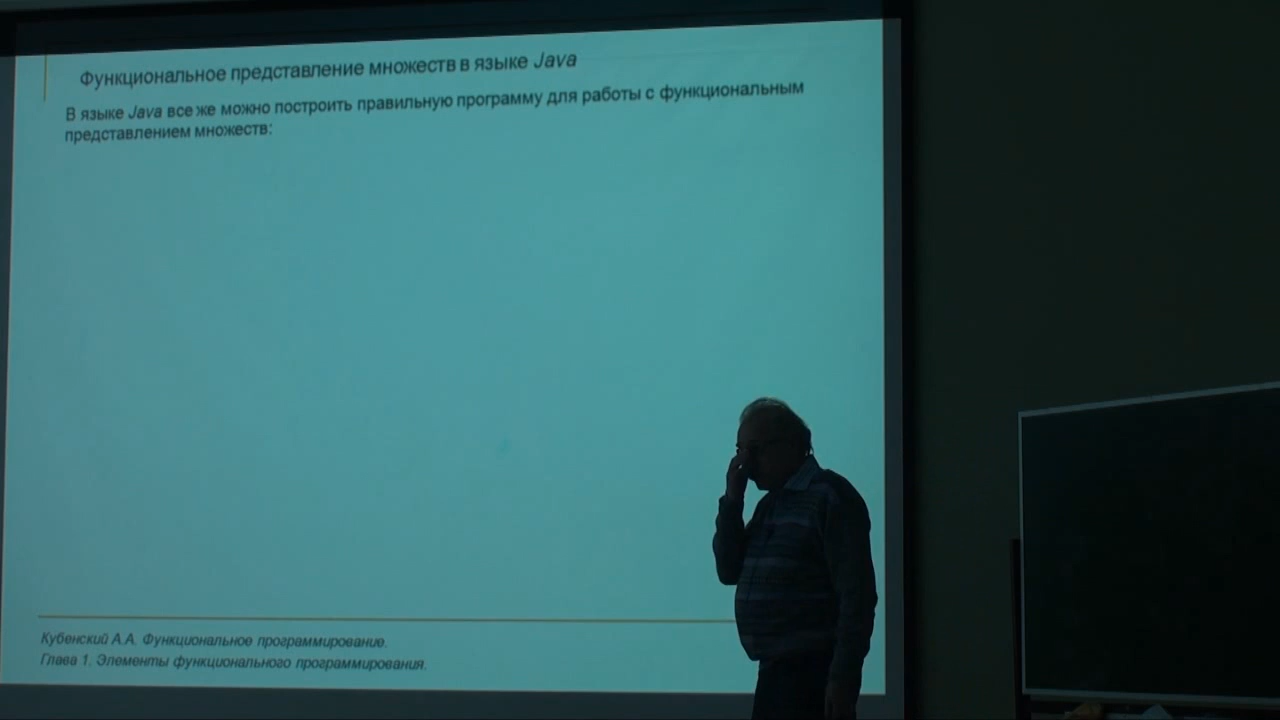 Функциональное представление множеств в языке Java
В языке Java все же можно построить правильную программу для работы с функциональным
представлением множеств:
Кубенский А.А. Функциональное программирование.
Глава 1. Элементы функционального программирования.